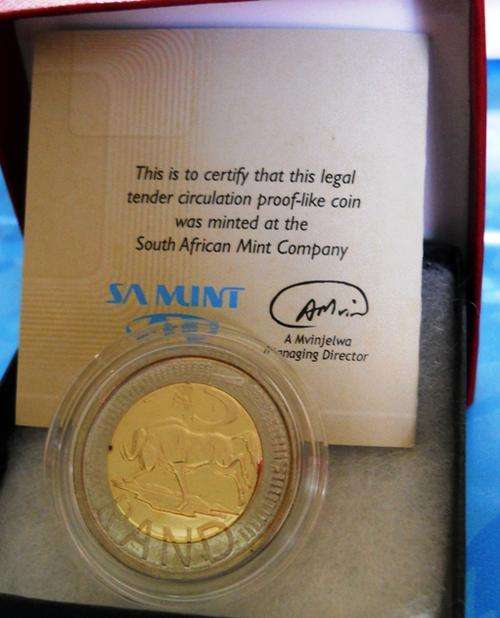 This is to certify that this legal
tender circulation proof-like coin
was minted at the
South African Mint Company
SA MINT
A Mvinjelwa
Managing Director
RAND